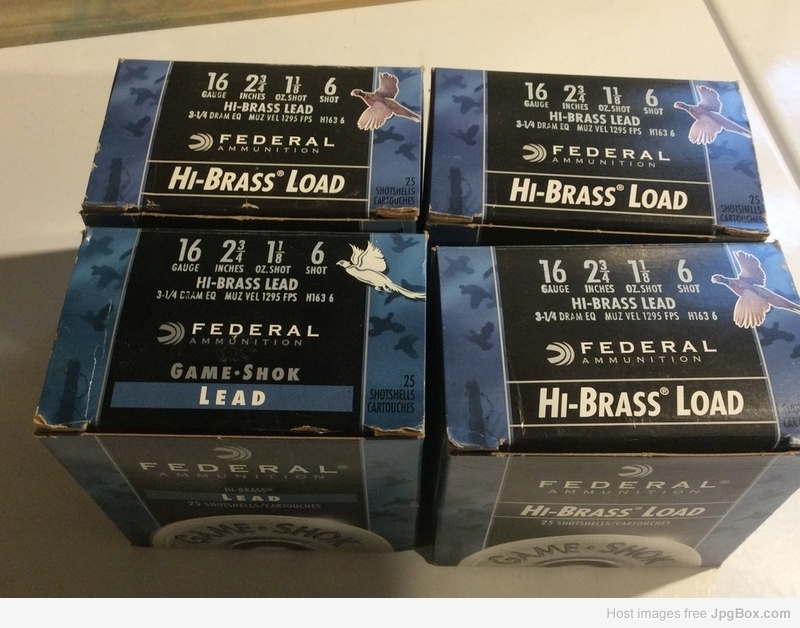 16 2 3/4 1 1/8 6
GAUGE INCHES OZ. SHOT SHOT
HI-BRASS LEAD
3-1/4 DRAM EQ MUZ VEL 1295 FPS H163 6
FEDERAL
AMMUNITION
HI-BRASS® LOAD
25
SHOTSHELLS
CARTOUCHES
16 2 3/4 1 1/8 6
GAUGE INCHES OZ. SHOT SHOT
HI-BRASS LEAD
3-1/4 DRAM EQ MUZ VEL 1295 FPS H163 6
FEDERAL
AMMUNITION
HI-BRASS® LOAD
25
SHOTSHELLS
CARTOUCHES
16 2 3/4 1 1/8 6
GAUGE INCHES OZ. SHOT SHOT
HI-BRASS LEAD
3-1/4 DRAM EQ MUZ VEL 1295 FPS H163 6
FEDERAL
AMMUNITION
GAME•SHOK
LEAD
25
SHOTSHELLS
CARTOUCHES
FEDERAL®
AMMUNITION
HI-BRASS®
LEAD
25 SHOTSHELLS/CARTOUCHES
GAME•SHOK
16 2 3/4 1 1/8 6
GAUGE INCHES OZ. SHOT SHOT
HI-BRASS LEAD
3-1/4 DRAM EQ MUZ VEL 1295 FPS H163 6
FEDERAL
AMMUNITION
HI-BRASS® LOAD
FEDERAL®
AMMUNITION
HI-BRASS® LOAD
25 SHOTSHELLS/CARTOUCHES
GAME•SHOK
Host images free JpgBox.com